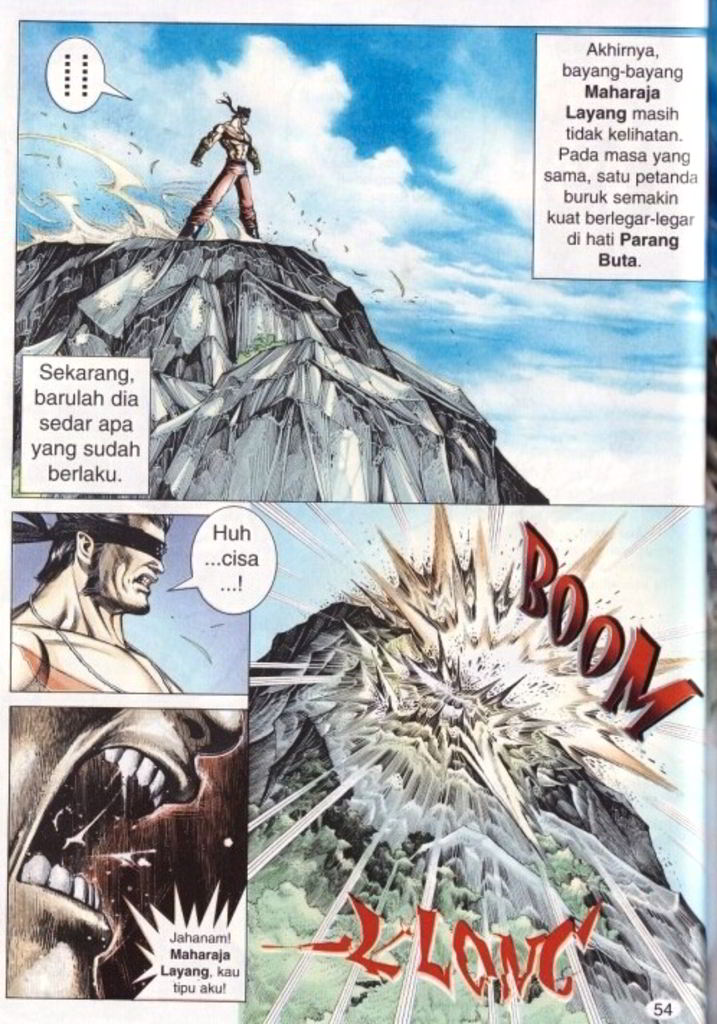 !!!!!!
Akhirnya,
bayang-bayang
Maharaja
Layang masih
tidak kelihatan.
Pada masa yang
sama, satu petanda
buruk semakin
kuat berlegar-legar
di hati Parang
Buta.
Sekarang,
barulah dia
sedar apa
yang sudah
berlaku.
Huh
...cisa
...!
BOOM
Jahanam!
Maharaja
Layang, kau
tipu aku!
KLONG
54